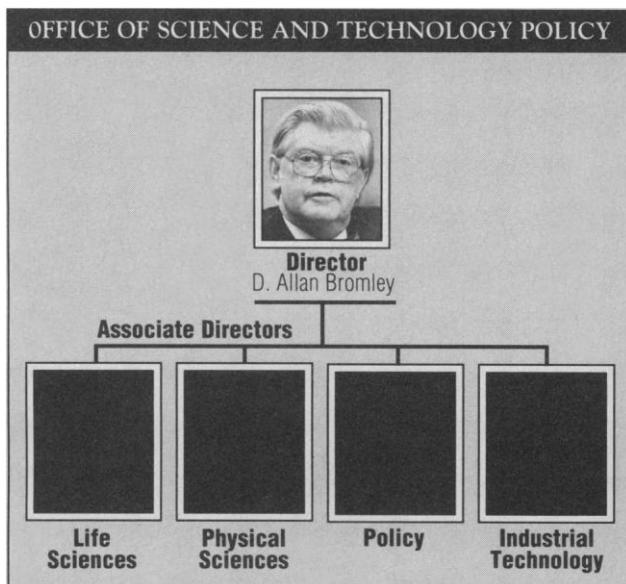 OFFICE OF SCIENCE AND TECHNOLOGY POLICY
Director
D. Allan Bromley
Associate Directors
Life
Sciences
Physical
Sciences
Policy
Industrial
Technology